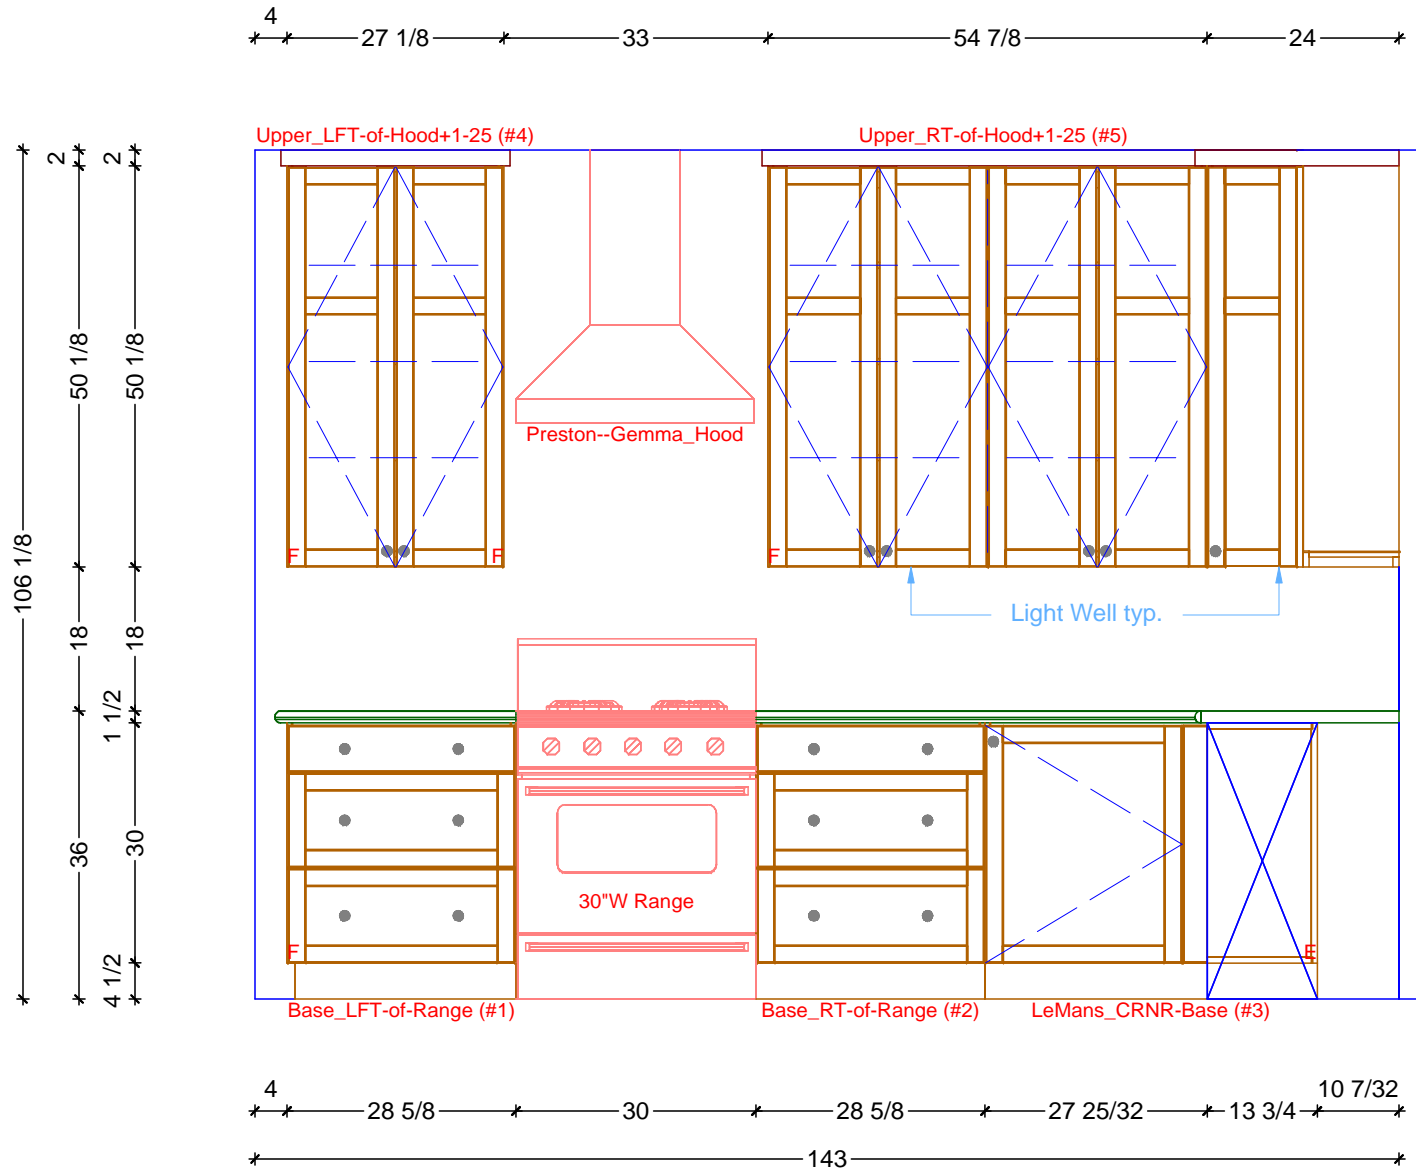 4
27 1/8
33
54 7/8
24
Upper_LFT-of-Hood+1-25 (#4)
Upper_RT-of-Hood+1-25 (#5)
2
2
50 1/8
50 1/8
106 1/8
Preston--Gemma_Hood
F
F
F
Light Well typ.
18
18
1 1/2
36
30
30"W Range
F
E
4 1/2
Base_LFT-of-Range (#1)
Base_RT-of-Range (#2)
LeMans_CRNR-Base (#3)
4
28 5/8
30
28 5/8
27 25/32
13 3/4
10 7/32
143